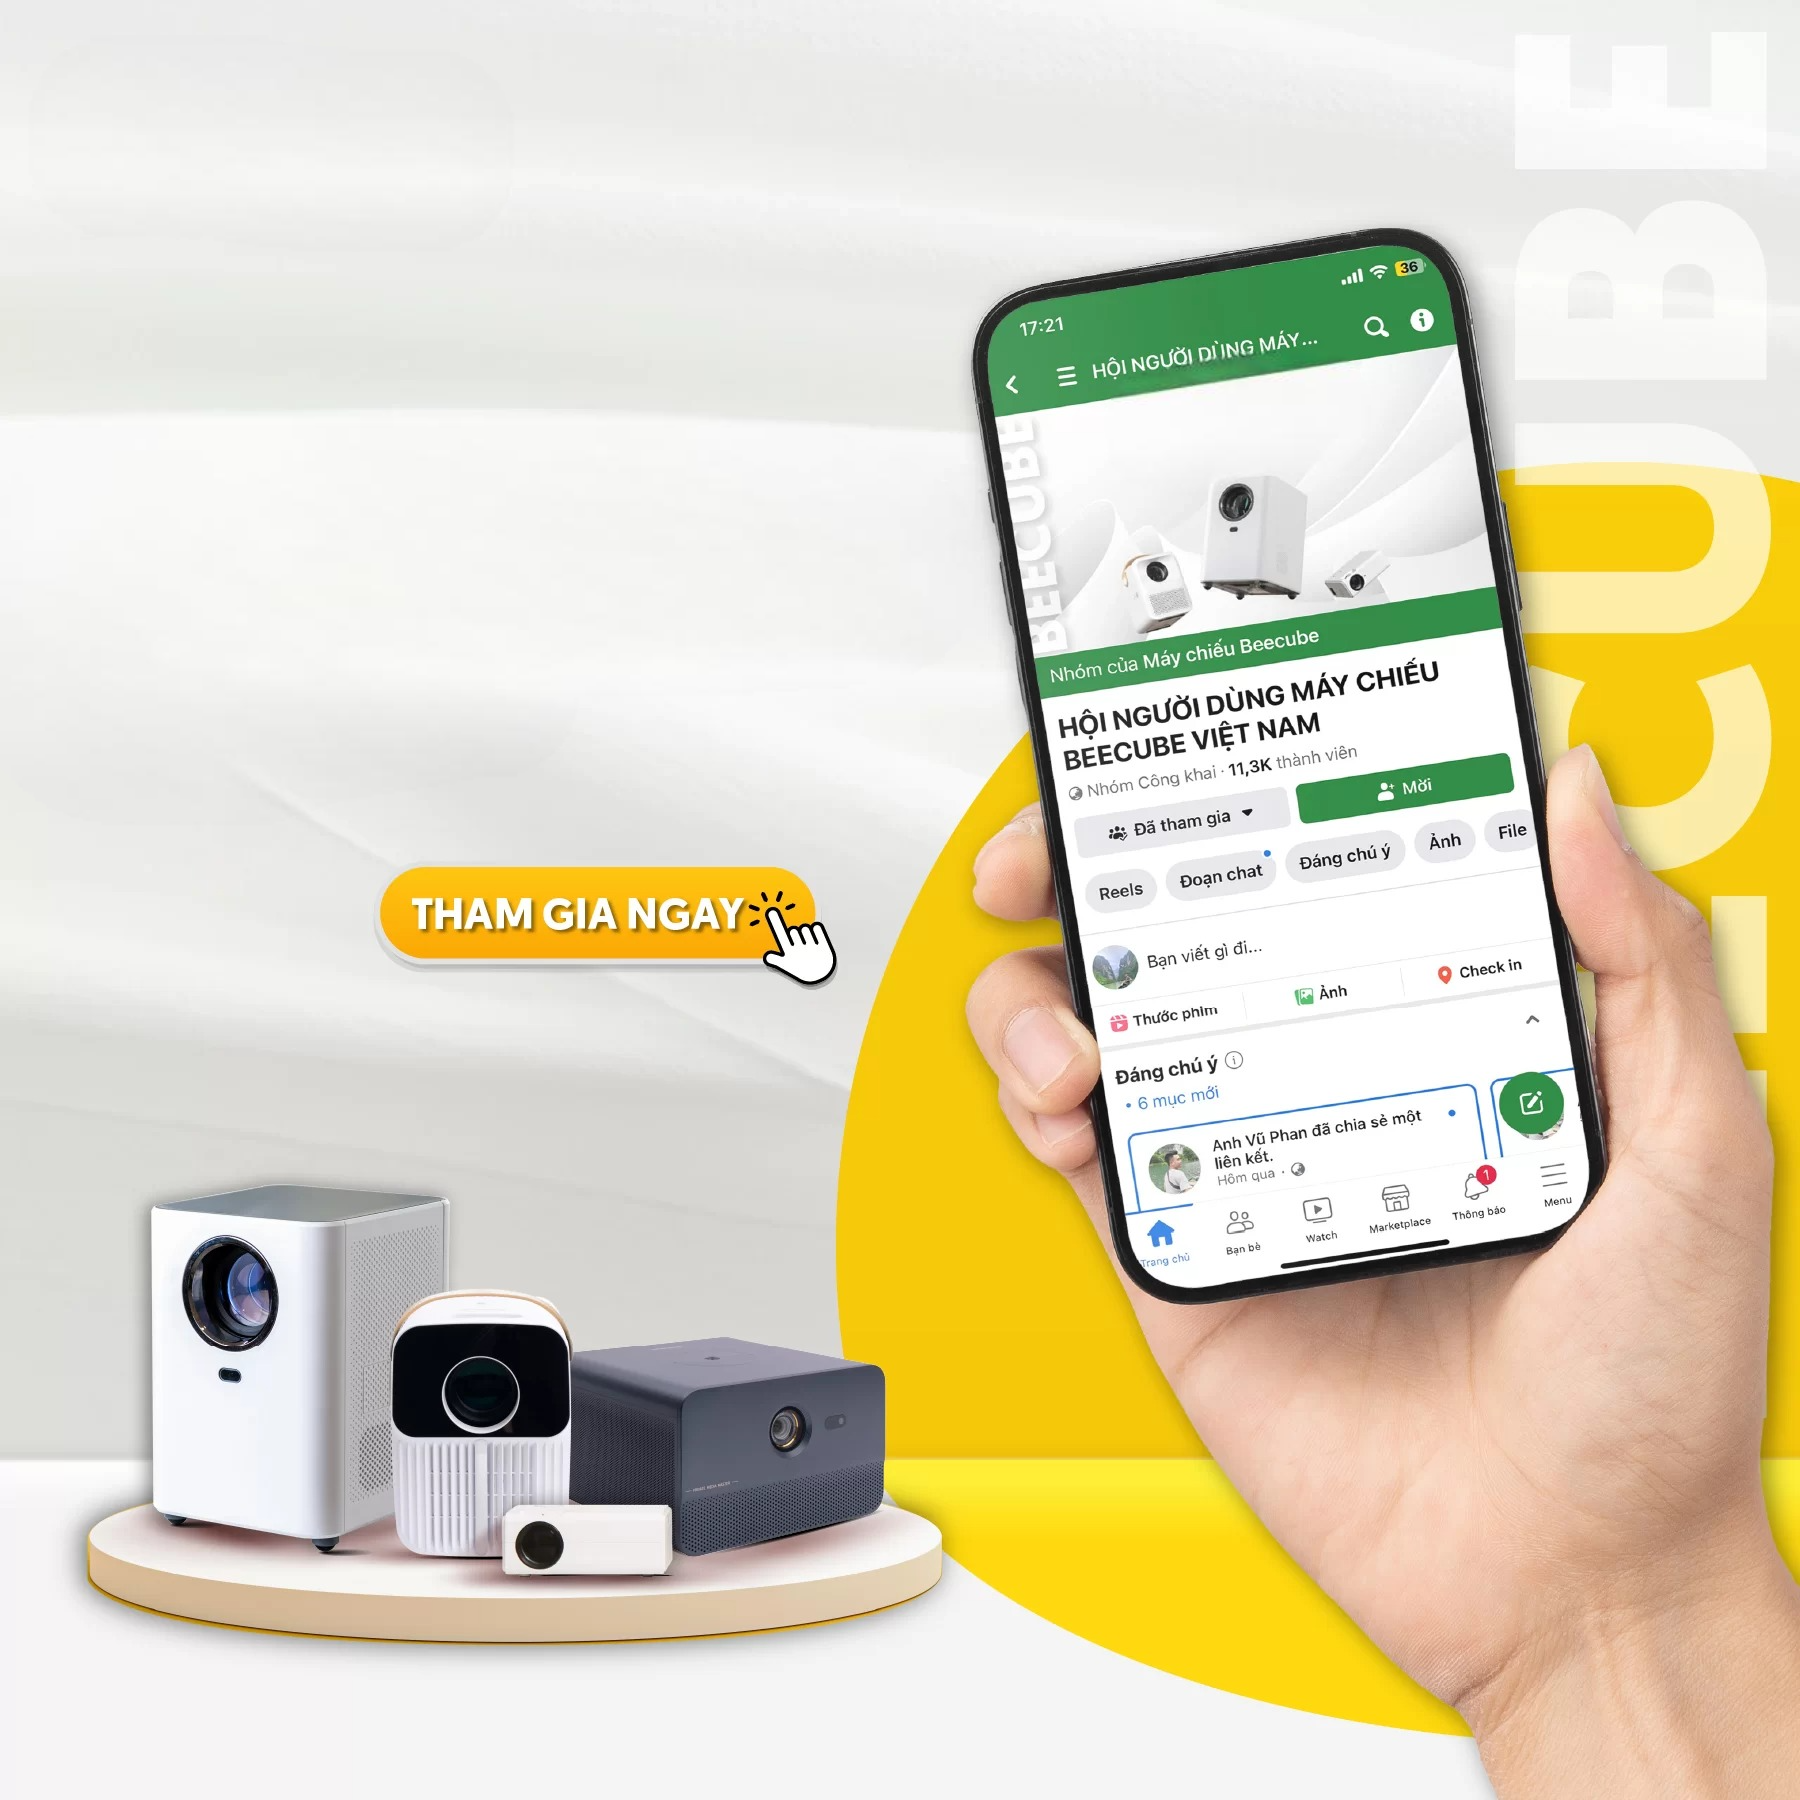 BEECUBE
17:21
36
HỘI NGƯỜI DÙNG MÁY...
BEECUBE
Nhóm của Máy chiếu Beecube
HỘI NGƯỜI DÙNG MÁY CHIẾU
BEECUBE VIỆT NAM
Nhóm Công khai · 11,3K thành viên
Đã tham gia
Mời
Reels
Đoạn chat
Đáng chú ý
Ảnh
File
Bạn viết gì đi...
Thước phim
Ảnh
Check in
Đáng chú ý
• 6 mục mới
Anh Vũ Phan đã chia sẻ một
liên kết.
Hôm qua ·
Trang chủ
Bạn bè
Watch
Marketplace
1
Thông báo
Menu
THAM GIA NGAY